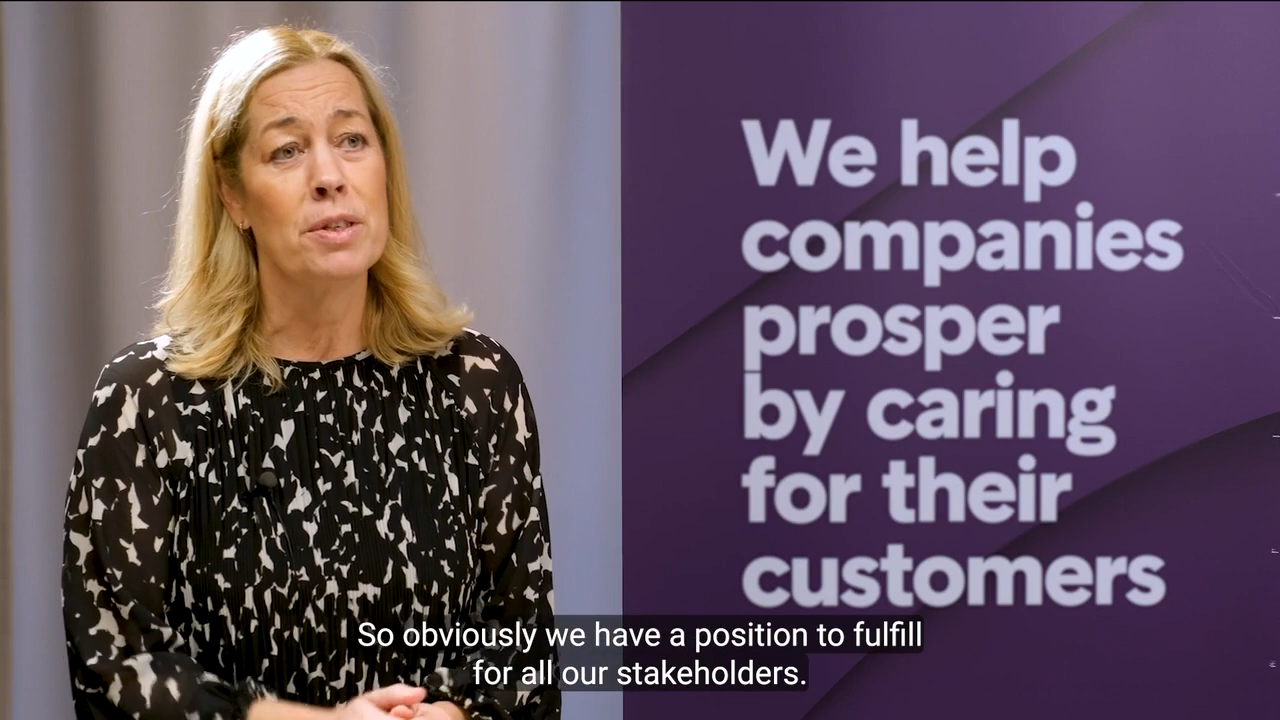 We help
companies
prosper
by caring
for their
customers
So obviously we have a position to fulfill
for all our stakeholders.